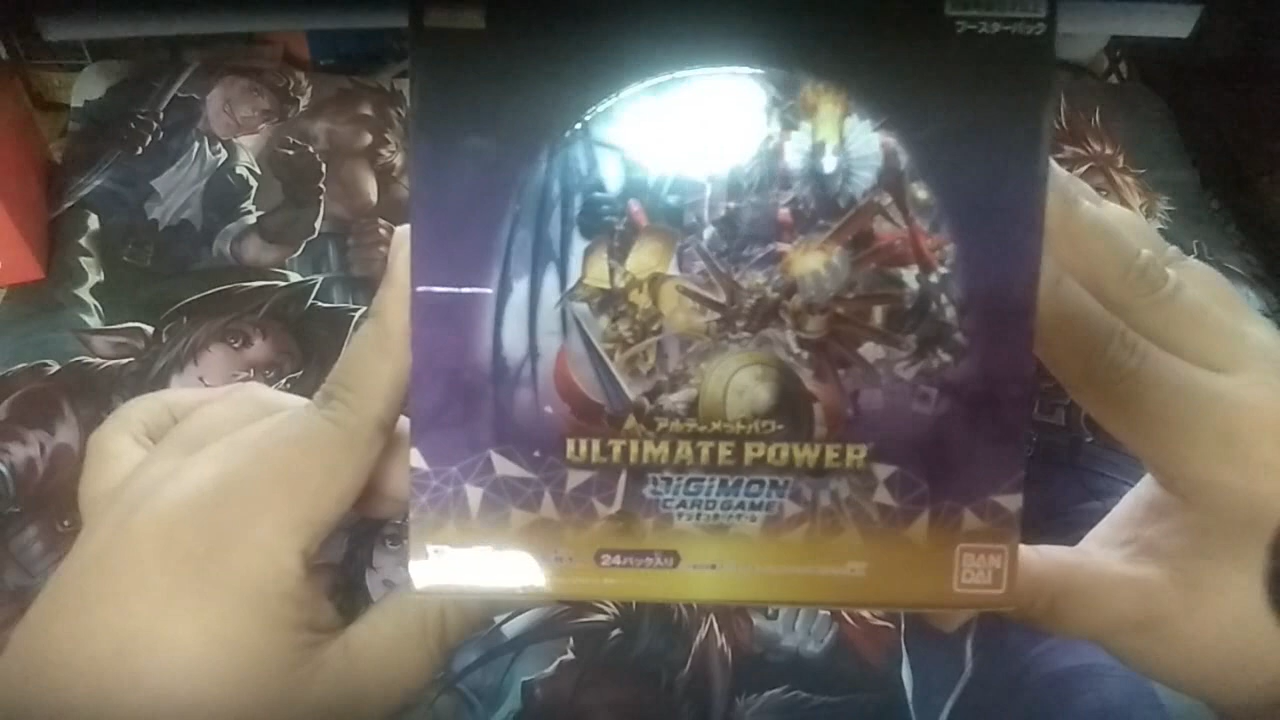 ブースターパック
アルティメットパワー
ULTIMATE POWER
DIGIMON
CARD GAME
デジモンカードゲーム
24パック入り
BAN
DAI